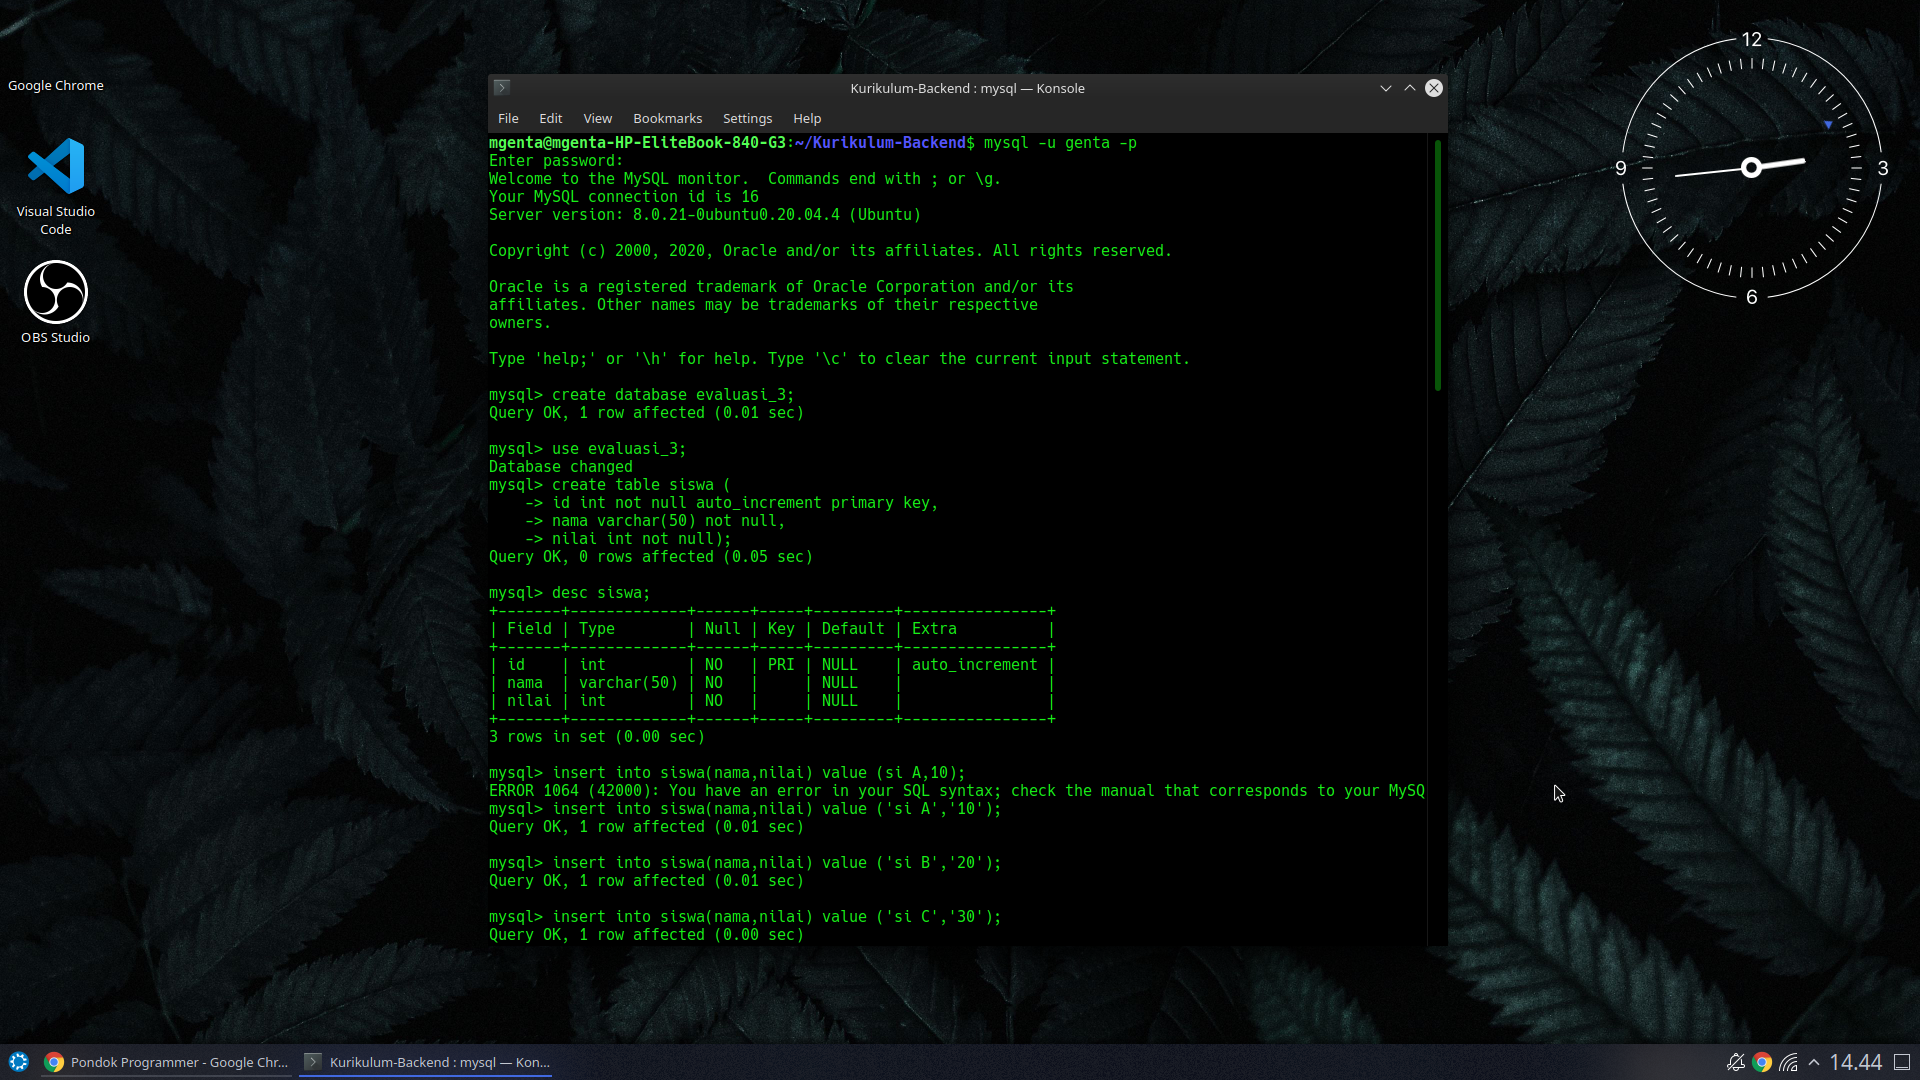 Google Chrome
Visual Studio
Code
OBS Studio
Kurikulum-Backend : mysql — Konsole
File Edit View Bookmarks Settings Help
mgenta@mgenta-HP-EliteBook-840-G3:~/Kurikulum-Backend$ mysql -u genta -p
Enter password:
Welcome to the MySQL monitor.  Commands end with ; or \g.
Your MySQL connection id is 16
Server version: 8.0.21-0ubuntu0.20.04.4 (Ubuntu)
Copyright (c) 2000, 2020, Oracle and/or its affiliates. All rights reserved.
Oracle is a registered trademark of Oracle Corporation and/or its
affiliates. Other names may be trademarks of their respective
owners.
Type 'help;' or '\h' for help. Type '\c' to clear the current input statement.
mysql> create database evaluasi_3;
Query OK, 1 row affected (0.01 sec)
mysql> use evaluasi_3;
Database changed
mysql> create table siswa (
    -> id int not null auto_increment primary key,
    -> nama varchar(50) not null,
    -> nilai int not null);
Query OK, 0 rows affected (0.05 sec)
mysql> desc siswa;
+-------+-------------+------+-----+---------+----------------+
| Field | Type        | Null | Key | Default | Extra          |
+-------+-------------+------+-----+---------+----------------+
| id    | int         | NO   | PRI | NULL    | auto_increment |
| nama  | varchar(50) | NO   |     | NULL    |                |
| nilai | int         | NO   |     | NULL    |                |
+-------+-------------+------+-----+---------+----------------+
3 rows in set (0.00 sec)
mysql> insert into siswa(nama,nilai) value (si A,10);
ERROR 1064 (42000): You have an error in your SQL syntax; check the manual that corresponds to your MySQ
mysql> insert into siswa(nama,nilai) value ('si A','10');
Query OK, 1 row affected (0.01 sec)
mysql> insert into siswa(nama,nilai) value ('si B','20');
Query OK, 1 row affected (0.01 sec)
mysql> insert into siswa(nama,nilai) value ('si C','30');
Query OK, 1 row affected (0.00 sec)
12
9
3
6
Pondok Programmer - Google Chr...
Kurikulum-Backend : mysql — Kon...
14.44